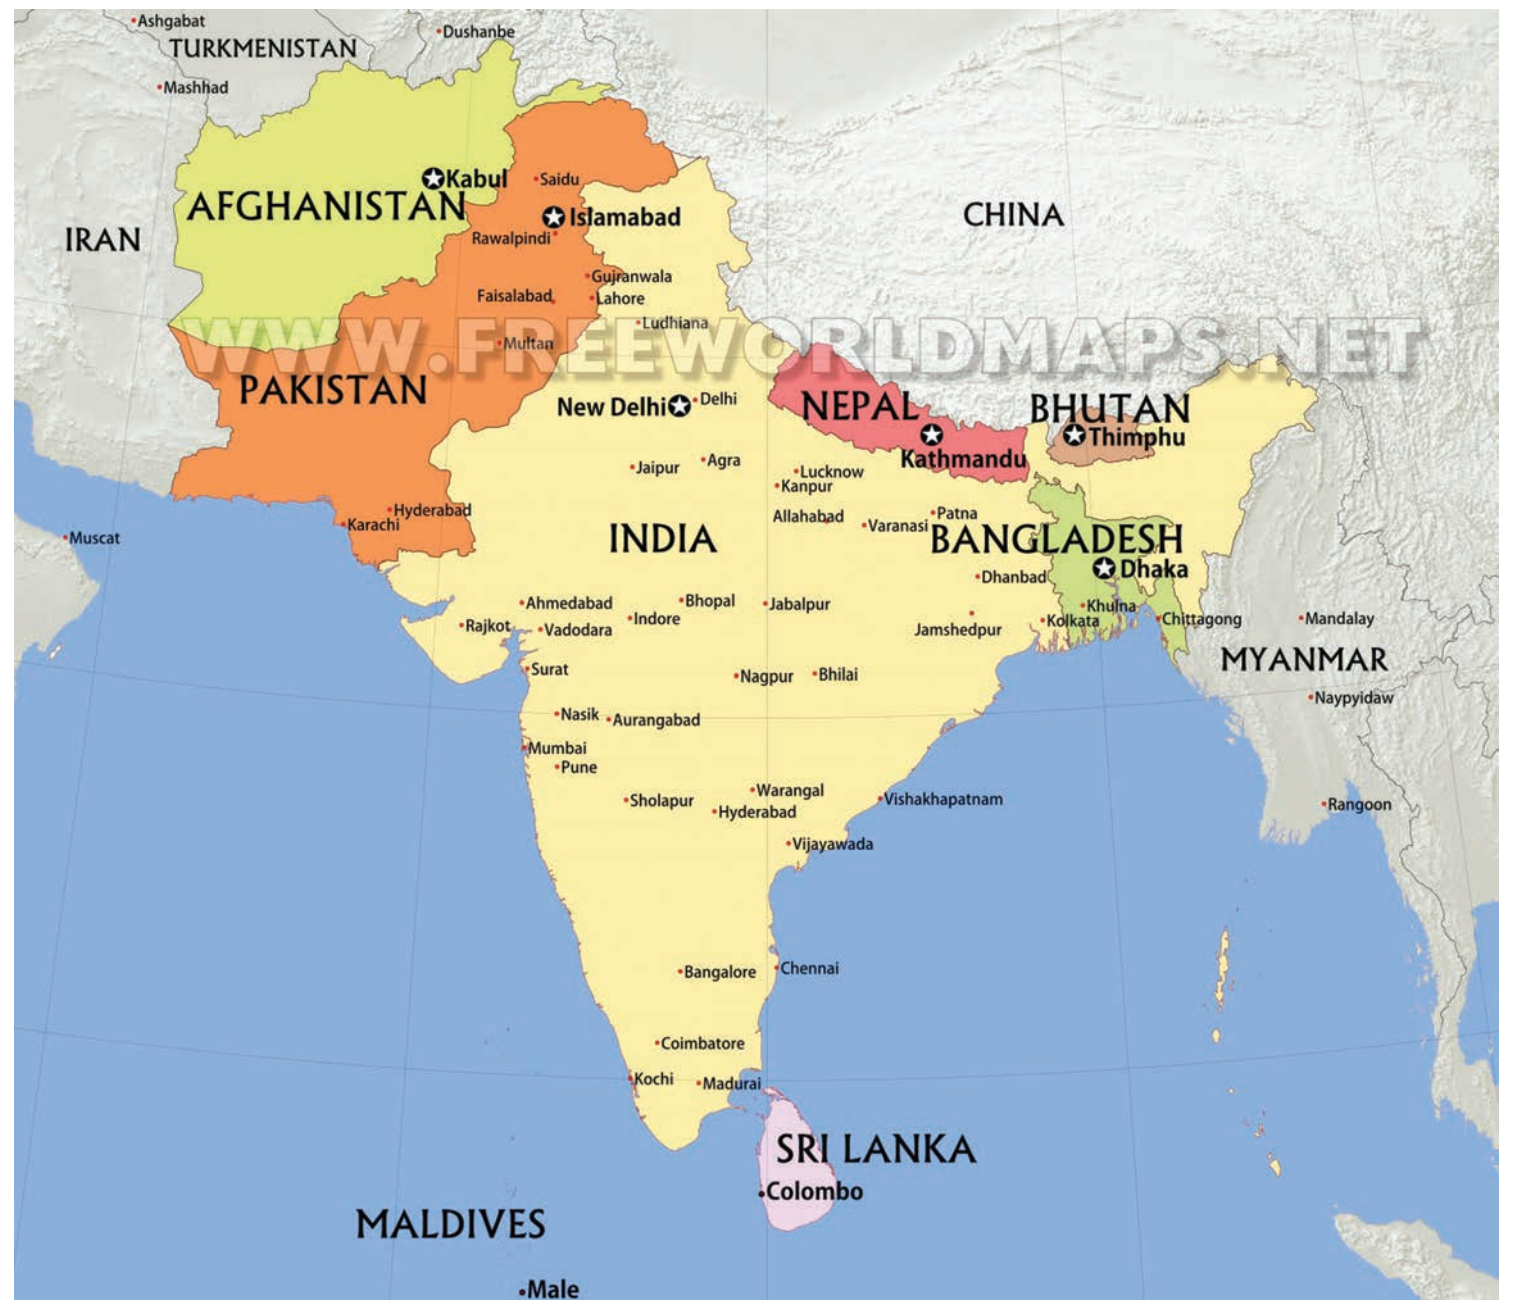 Ashgabat
Dushanbe
TURKMENISTAN
Mashhad
Kabul
Saidu
AFGHANISTAN
Islamabad
CHINA
IRAN
Rawalpindi
Gujranwala
Faisalabad
Lahore
Ludhiana
WWW.FREEWORLDMAPS.NET
Multan
PAKISTAN
New Delhi
Delhi
NEPAL
BHUTAN
Thimphu
Kathmandu
Jaipur
Agra
Lucknow
Kanpur
Hyderabad
Karachi
Allahabad
Varanasi
Patna
Muscat
INDIA
BANGLADESH
Dhaka
Dhanbad
Ahmedabad
Bhopal
Jabalpur
Khulna
Rajkot
Vadodara
Indore
Jamshedpur
Kolkata
Chittagong
Mandalay
MYANMAR
Surat
Nagpur
Bhilai
Naypyidaw
Nasik
Aurangabad
Mumbai
Pune
Warangal
Sholapur
Hyderabad
Vishakhapatnam
Rangoon
Vijayawada
Bangalore
Chennai
Coimbatore
Kochi
Madurai
SRI LANKA
Colombo
MALDIVES
Male